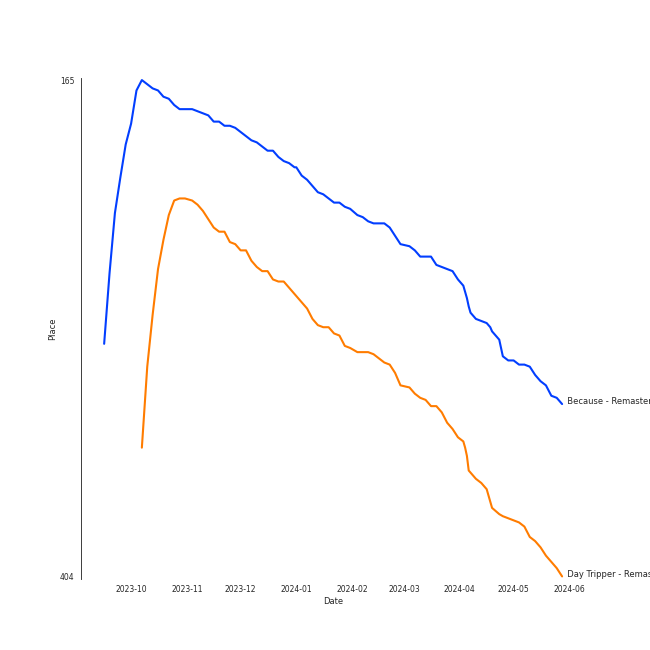 165
Place
404
Because - Remaster
Day Tripper - Remas
2023-10 2023-11 2023-12 2024-01 2024-02 2024-03 2024-04 2024-05 2024-06
Date